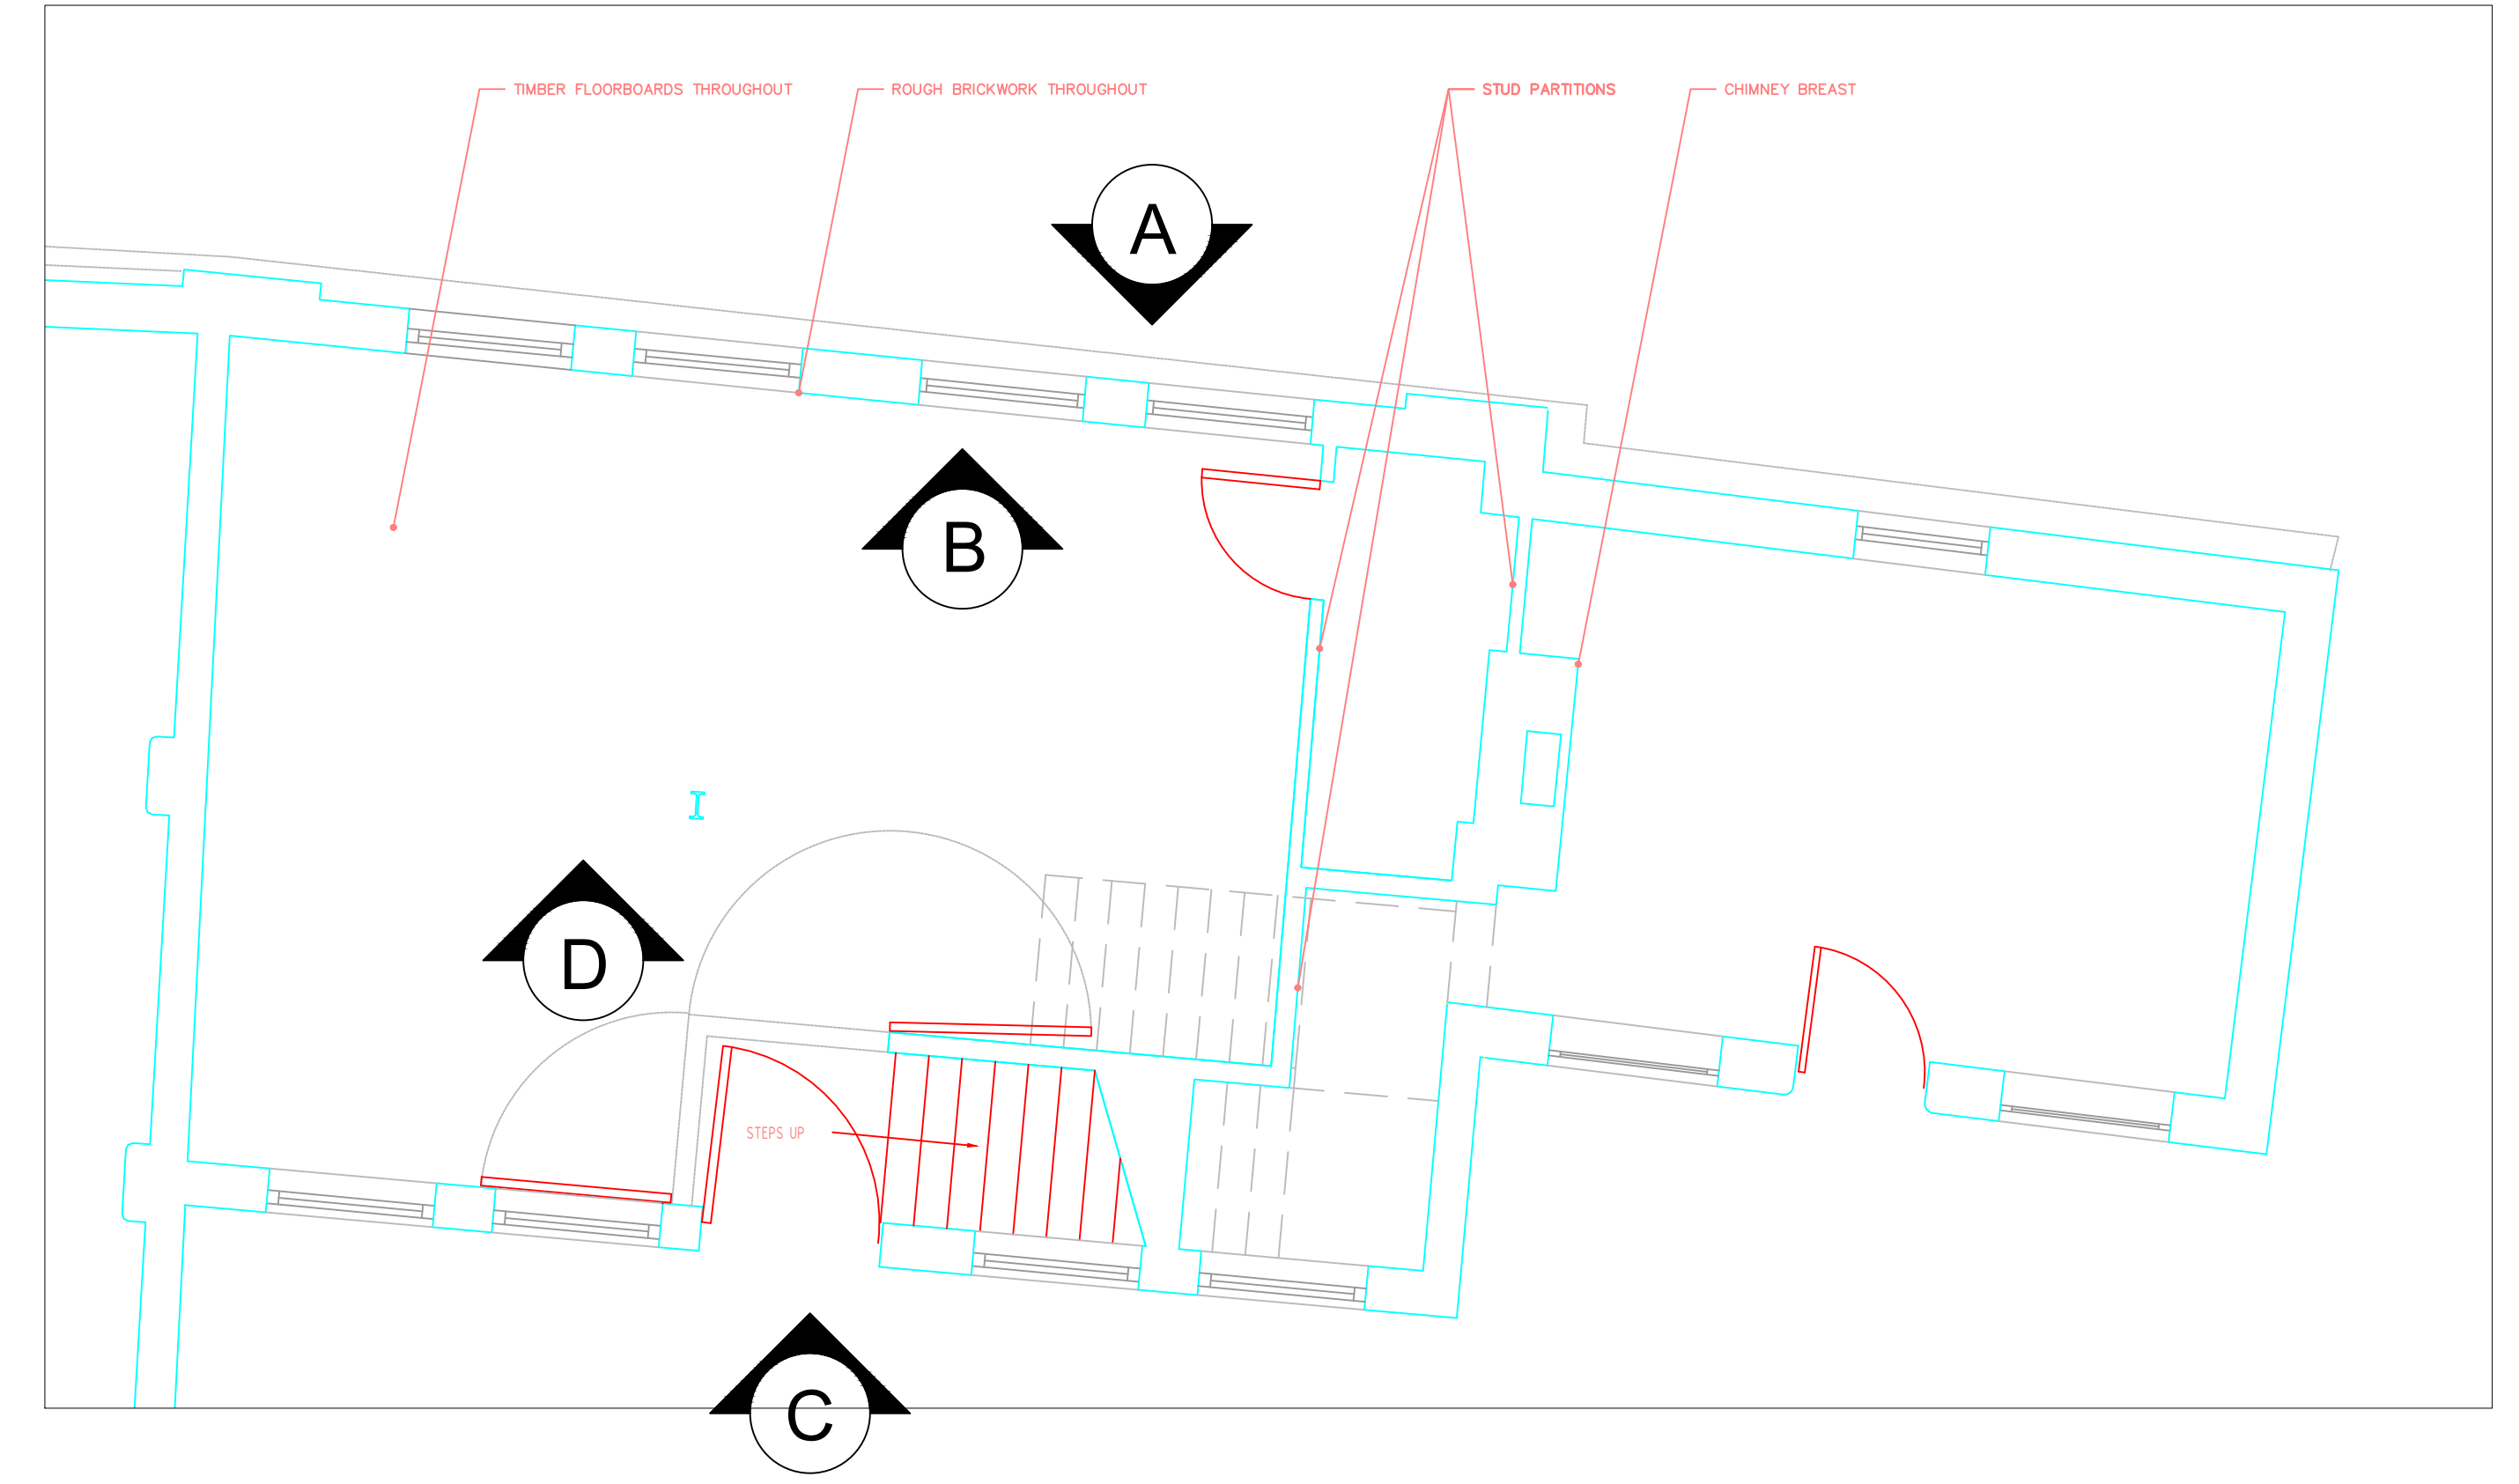 TIMBER FLOORBOARDS THROUGHOUT
ROUGH BRICKWORK THROUGHOUT
STUD PARTITIONS
CHIMNEY BREAST
A
B
D
STEPS UP
C